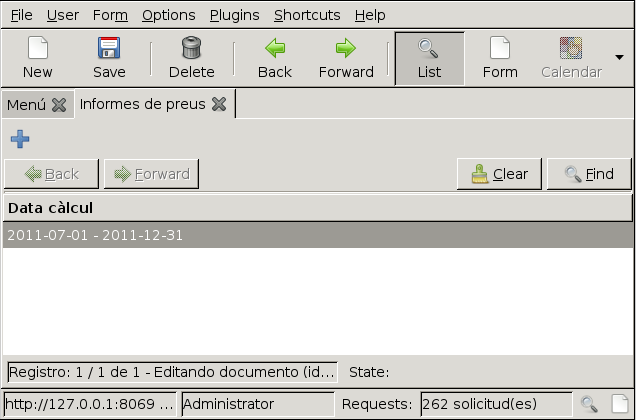 File User Form Options Plugins Shortcuts Help
New Save Delete Back Forward List Form Calendar
Menú Informes de preus
Back Forward Clear Find
Data càlcul
2011-07-01 - 2011-12-31
Registro: 1 / 1 de 1 - Editando documento (id... State:
http://127.0.0.1:8069 ... Administrator Requests: 262 solicitud(es)